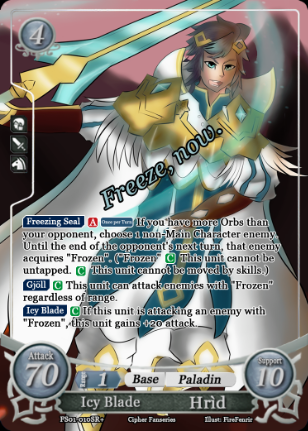 4
Freeze, now.
Freezing Seal A Once per Turn If you have more Orbs than
your opponent, choose 1 non-Main Character enemy.
Until the end of the opponent's next turn, that enemy
acquires "Frozen". ("Frozen" C This unit cannot be
untapped. C This unit cannot be moved by skills.)
Gjöll C This unit can attack enemies with "Frozen"
regardless of range.
Icy Blade C If this unit is attacking an enemy with
"Frozen", this unit gains +20 attack.
Attack
70
1 Base Paladin
Support
10
Icy Blade Hríd
PS01-010SR+ Cipher Fanseries Illust: FireFenrir